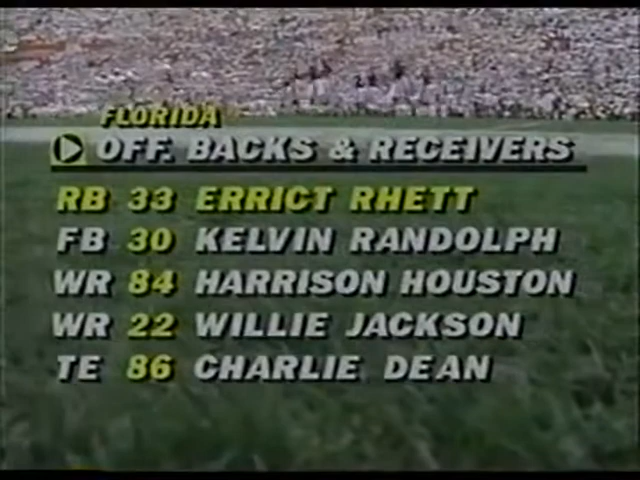 FLORIDA
OFF. BACKS & RECEIVERS
RB 33 ERRICT RHETT
FB 30 KELVIN RANDOLPH
WR 84 HARRISON HOUSTON
WR 22 WILLIE JACKSON
TE 86 CHARLIE DEAN